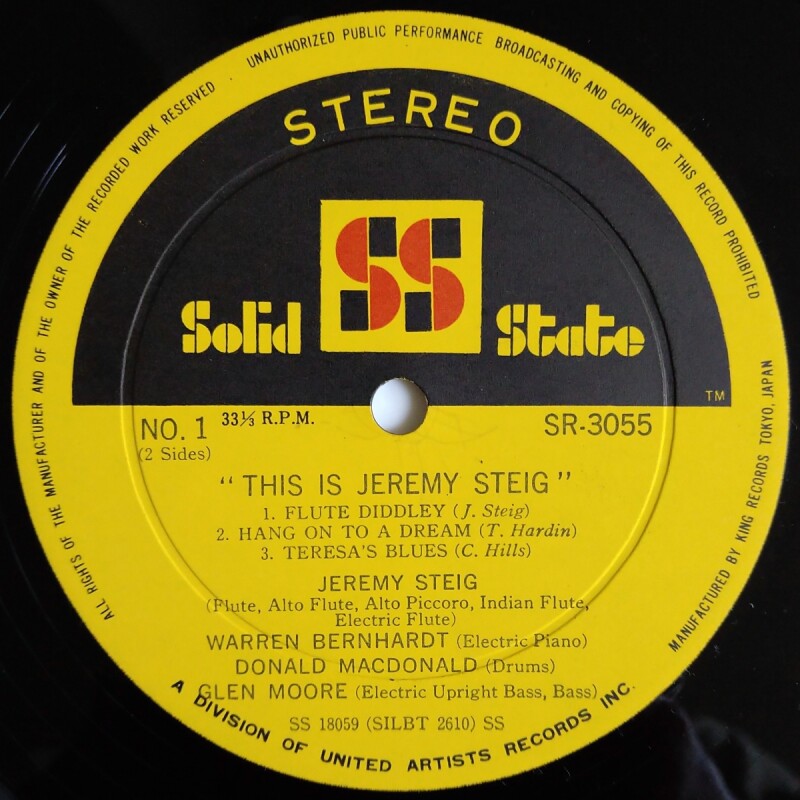 ALL RIGHTS OF THE MANUFACTURER AND OF THE OWNER OF THE RECORDED WORK RESERVED
UNAUTHORIZED PUBLIC PERFORMANCE BROADCASTING AND COPYING OF THIS RECORD PROHIBITED
STEREO
SS
Solid State
TM
NO. 1 33⅓ R.P.M. SR-3055
(2 Sides)
"THIS IS JEREMY STEIG"
1. FLUTE DIDDLEY (J. Steig)
2. HANG ON TO A DREAM (T. Hardin)
3. TERESA'S BLUES (C. Hills)
JEREMY STEIG
(Flute, Alto Flute, Alto Piccoro, Indian Flute,
Electric Flute)
WARREN BERNHARDT (Electric Piano)
DONALD MACDONALD (Drums)
GLEN MOORE (Electric Upright Bass, Bass)
SS 18059 (SILBT 2610) SS
A DIVISION OF UNITED ARTISTS RECORDS INC.
MANUFACTURED BY KING RECORDS TOKYO, JAPAN